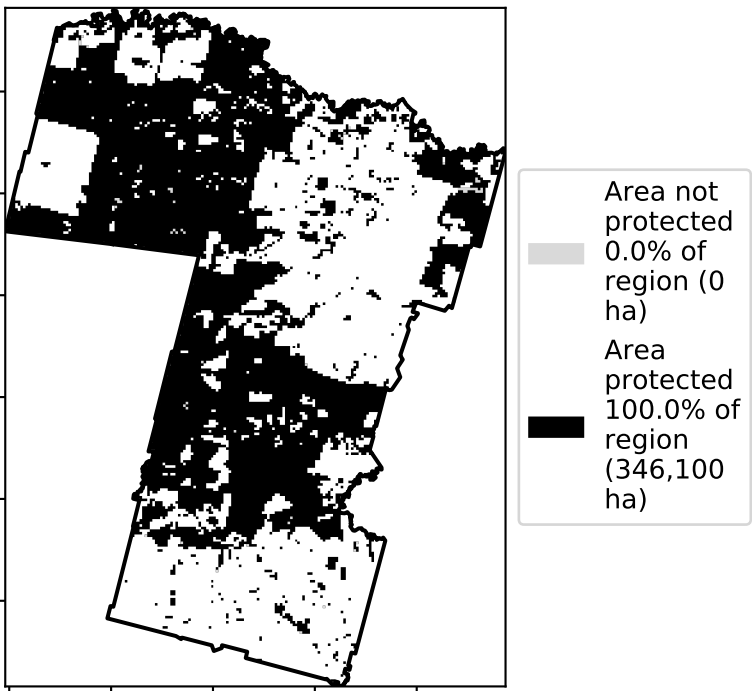 Area not
protected
0.0% of
region (0
ha)
Area
protected
100.0% of
region
(346,100
ha)